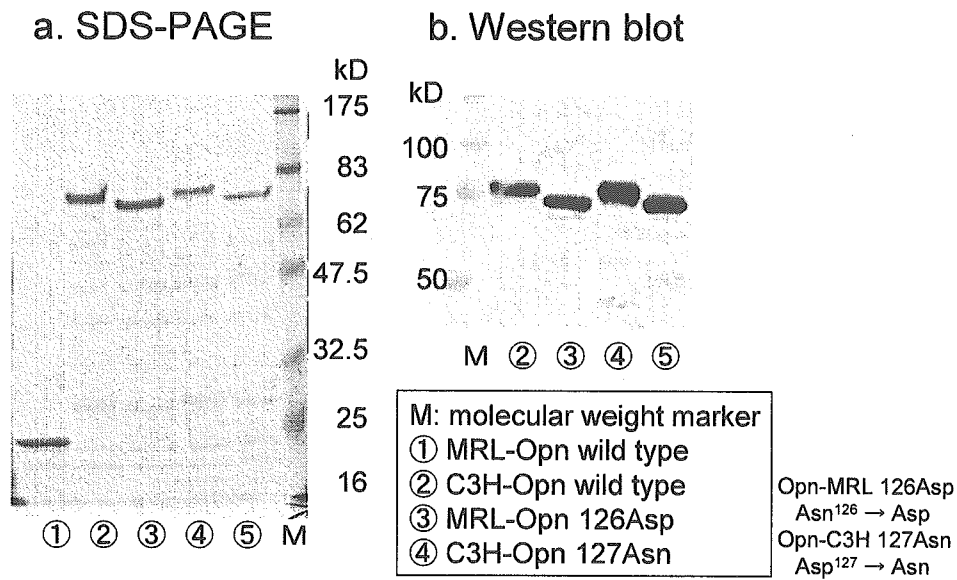 a. SDS-PAGE
kD
175
83
62
47.5
32.5
25
16
① ② ③ ④ ⑤ M
b. Western blot
kD
100
75
50
M ② ③ ④ ⑤
M: molecular weight marker
① MRL-Opn wild type
② C3H-Opn wild type
③ MRL-Opn 126Asp
④ C3H-Opn 127Asn
Opn-MRL 126Asp
Asn¹²⁶ → Asp
Opn-C3H 127Asn
Asp¹²⁷ → Asn